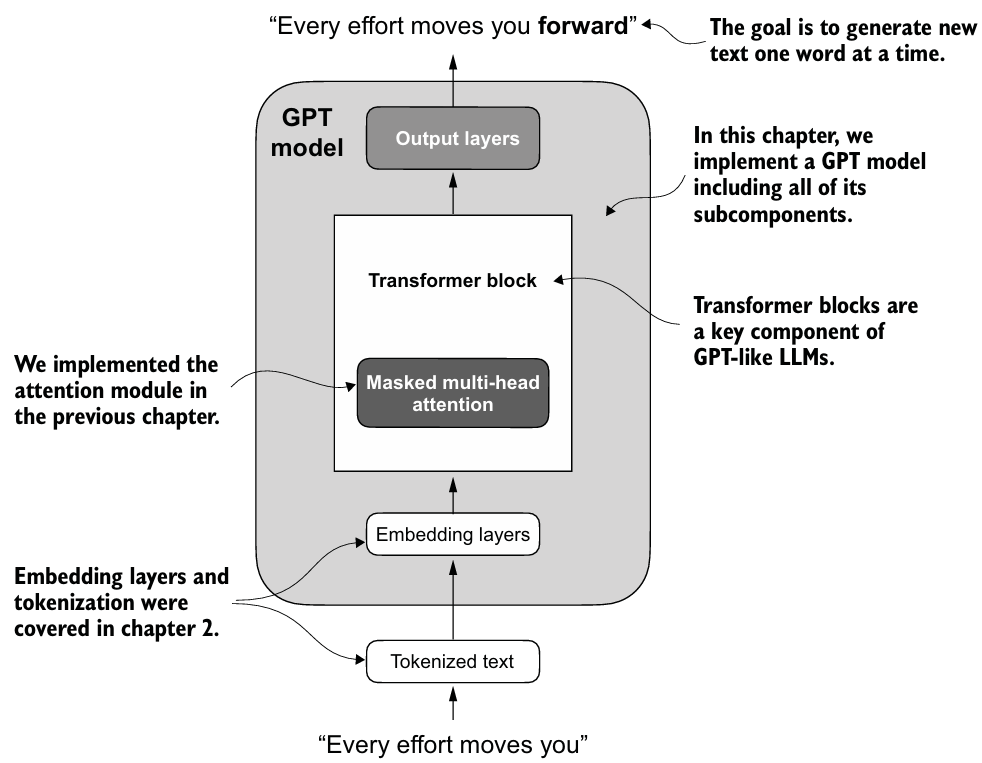 “Every effort moves you forward”
The goal is to generate new
text one word at a time.
GPT
model
Output layers
In this chapter, we
implement a GPT model
including all of its
subcomponents.
Transformer block
Transformer blocks are
a key component of
GPT-like LLMs.
We implemented the
attention module in
the previous chapter.
Masked multi-head
attention
Embedding layers
Embedding layers and
tokenization were
covered in chapter 2.
Tokenized text
“Every effort moves you”